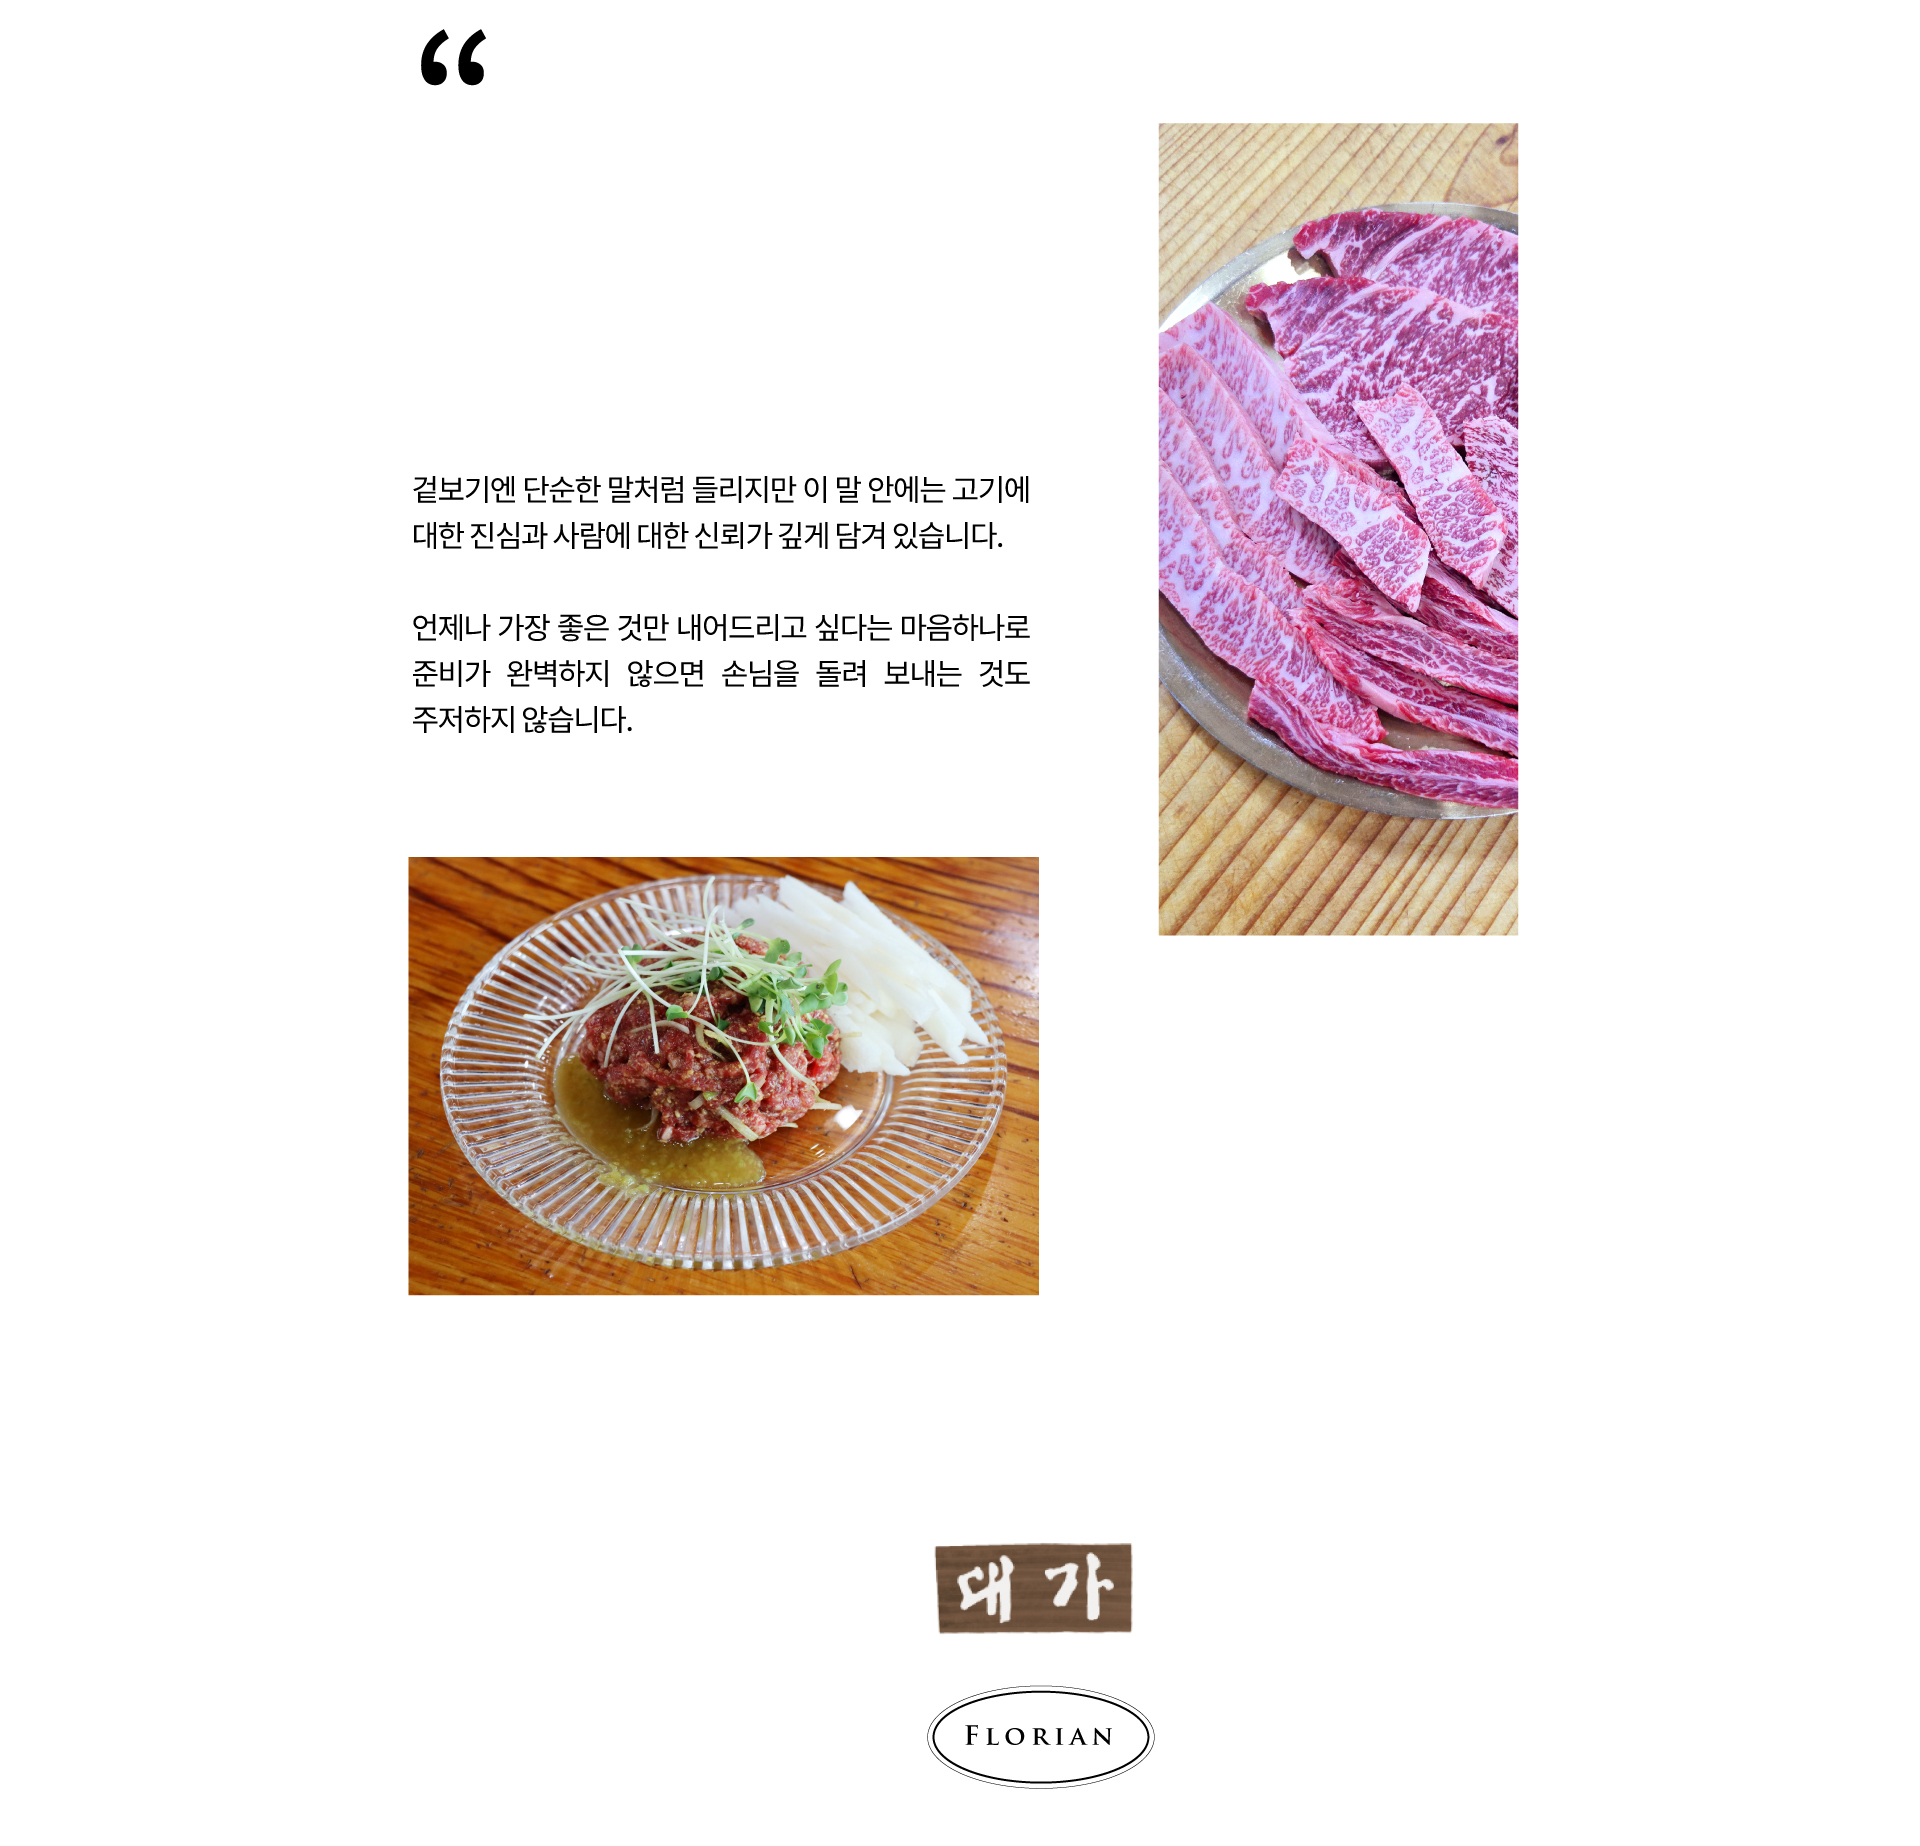 “
겉보기엔 단순한 말처럼 들리지만 이 말 안에는 고기에
대한 진심과 사람에 대한 신뢰가 깊게 담겨 있습니다.
언제나 가장 좋은 것만 내어드리고 싶다는 마음하나로
준비가 완벽하지 않으면 손님을 돌려 보내는 것도
주저하지 않습니다.
대가
FLORIAN